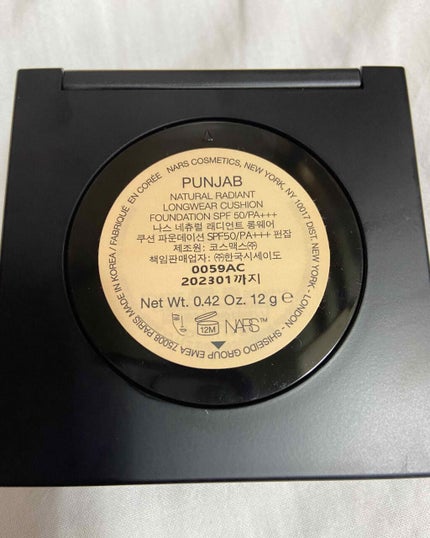 PUNJAB
NATURAL RADIANT
LONGWEAR CUSHION
FOUNDATION SPF 50/PA+++
나스 네츄럴 래디언트 롱웨어
쿠션 파운데이션 SPF50/PA+++ 펀잡
제조원: 코스맥스㈜
책임판매업자: ㈜한국시세이도
0059AC
202301까지
Net Wt. 0.42 Oz. 12 g e
12M
NARS™
NARS COSMETICS, NEW YORK, NY 10017 DIST. NEW YORK - LONDON - SHISEIDO GROUP EMEA 75008 PARIS MADE IN KOREA / FABRIQUÉ EN CORÉE